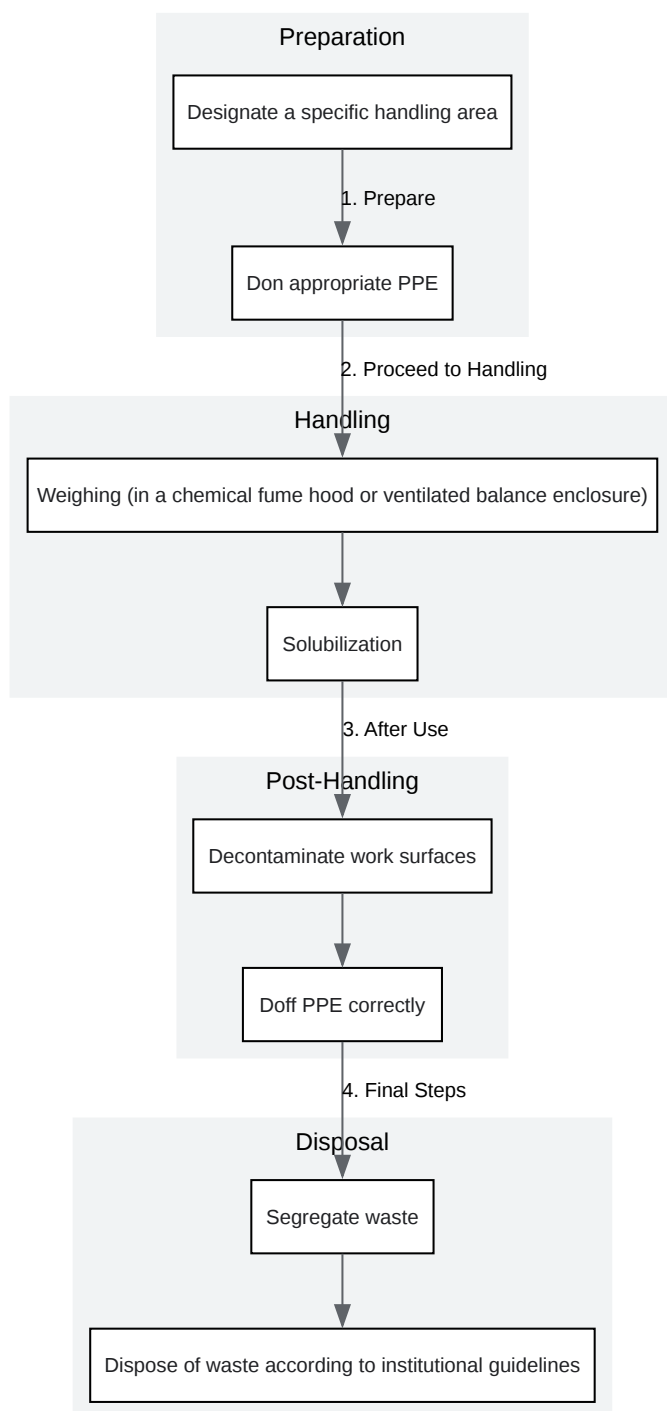 Preparation
Designate a specific handling area
1. Prepare
Don appropriate PPE
2. Proceed to Handling
Handling
Weighing (in a chemical fume hood or ventilated balance enclosure)
Solubilization
3. After Use
Post-Handling
Decontaminate work surfaces
Doff PPE correctly
4. Final Steps
Disposal
Segregate waste
Dispose of waste according to institutional guidelines